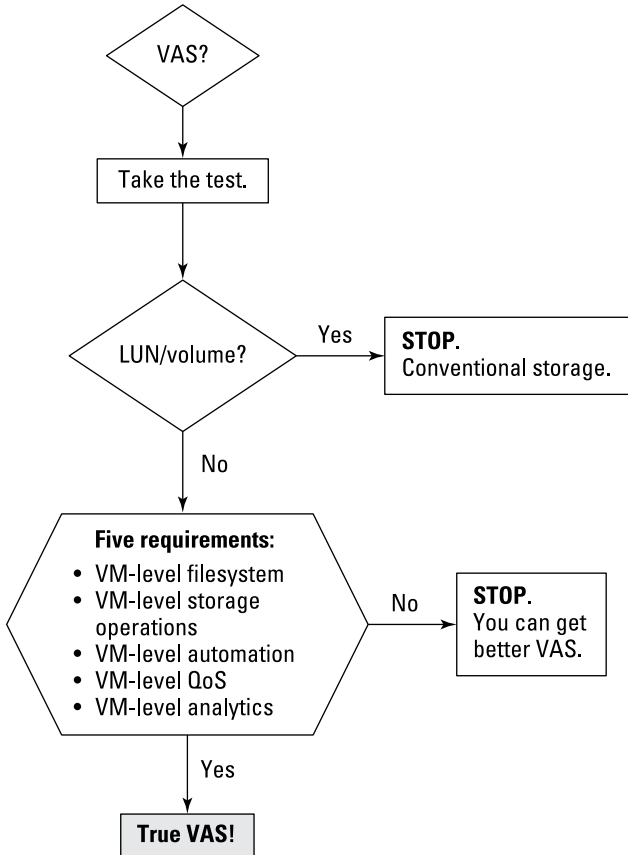 VAS?
Take the test.
LUN/volume?
Yes
STOP.
Conventional storage.
No
Five requirements:
• VM-level filesystem
• VM-level storage
operations
• VM-level automation
• VM-level QoS
• VM-level analytics
No
STOP.
You can get
better VAS.
Yes
True VAS!